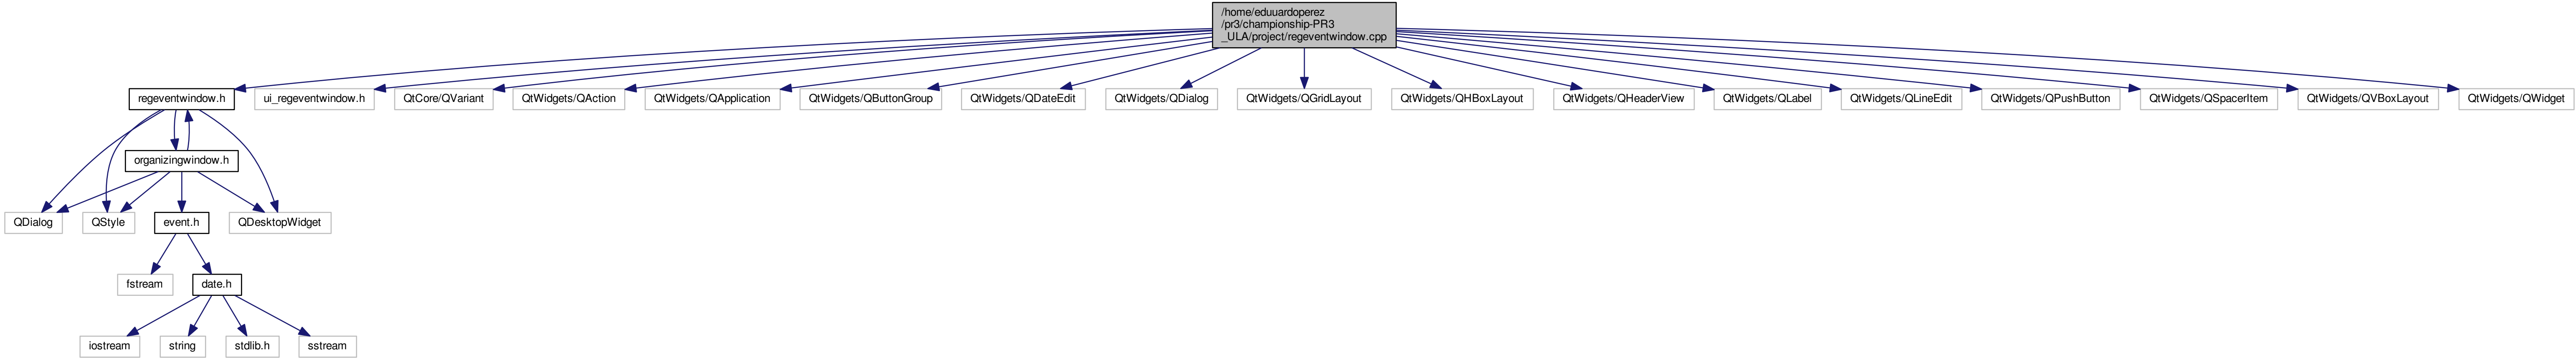 /home/eduuardoperez
/pr3/championship-PR3
_ULA/project/regeventwindow.cpp
regeventwindow.h
ui_regeventwindow.h
QtCore/QVariant
QtWidgets/QAction
QtWidgets/QApplication
QtWidgets/QButtonGroup
QtWidgets/QDateEdit
QtWidgets/QDialog
QtWidgets/QGridLayout
QtWidgets/QHBoxLayout
QtWidgets/QHeaderView
QtWidgets/QLabel
QtWidgets/QLineEdit
QtWidgets/QPushButton
QtWidgets/QSpacerItem
QtWidgets/QVBoxLayout
QtWidgets/QWidget
organizingwindow.h
QDialog
QStyle
event.h
QDesktopWidget
fstream
date.h
iostream
string
stdlib.h
sstream